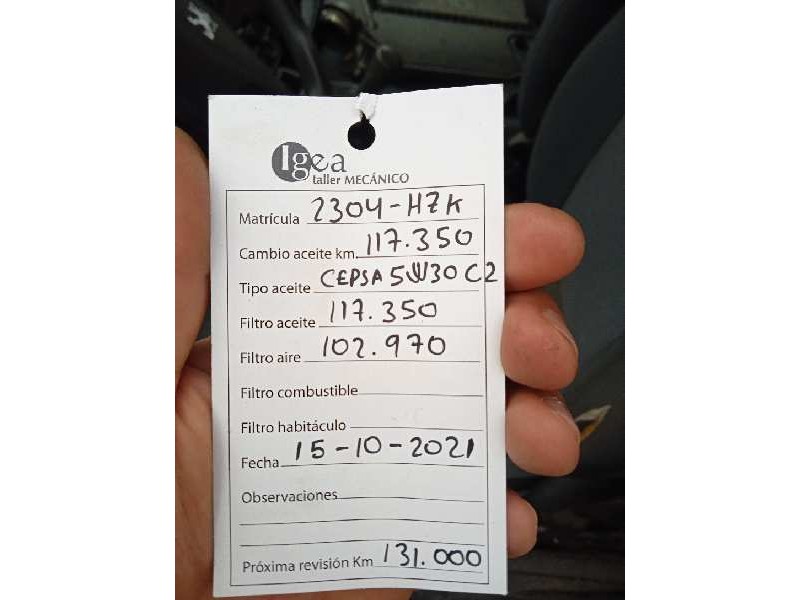 Igea
taller MECÁNICO
Matrícula 2304-HZK
Cambio aceite km. 117.350
Tipo aceite CEPSA 5W30 C2
Filtro aceite 117.350
Filtro aire 102.970
Filtro combustible
Filtro habitáculo
Fecha 15-10-2021
Observaciones
Próxima revisión Km 131.000